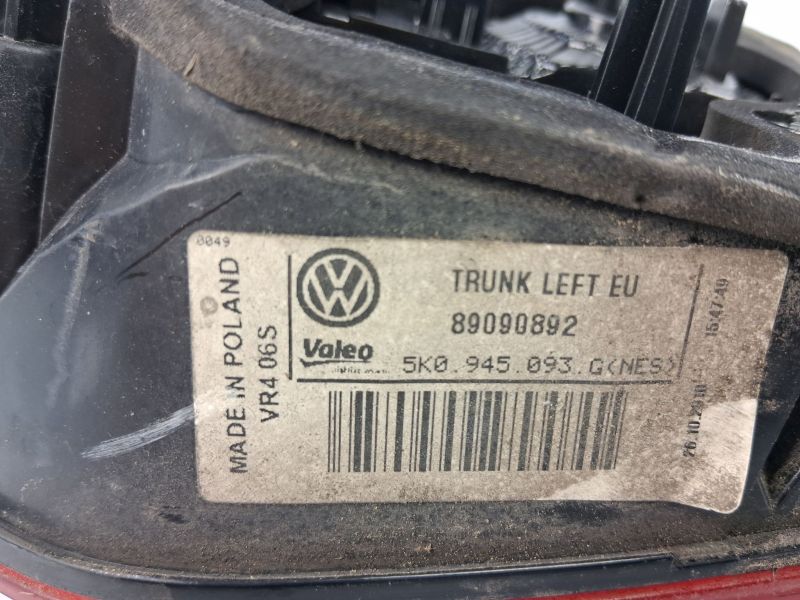 0049
MADE IN POLAND
VR4 06S
VW
Valeo
TRUNK LEFT EU
89090892
5K0.945.093.G(NES)
15:47:49
26.10.2010